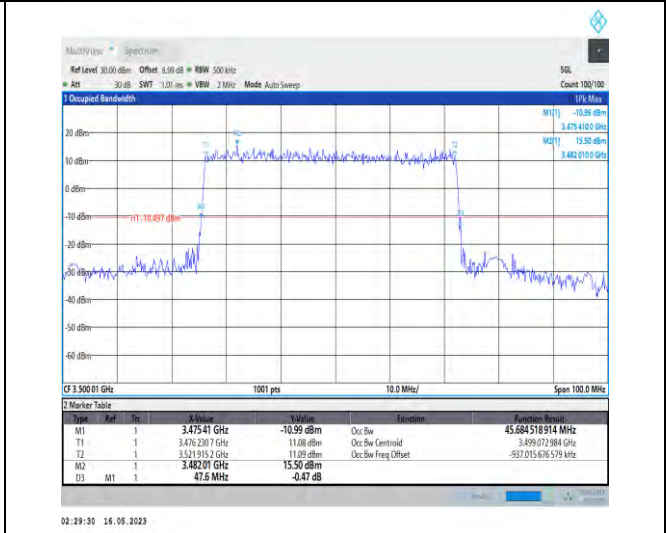 MultiView Spectrum
Ref Level 30.00 dBm Offset 8.99 dB RBW 500 kHz SGL
Att 30 dB SWT 1.01 ms VBW 2 MHz Mode Auto Sweep Count 100/100
1 Occupied Bandwidth 1Pk Max
M1[1] -10.99 dBm
3.475 410 0 GHz
M2[1] 15.50 dBm
3.482 010 0 GHz
20 dBm
M2
T1
T2
10 dBm
0 dBm
M1
D3
-10 dBm
H1 -10.497 dBm
-20 dBm
-30 dBm
-40 dBm
-50 dBm
-60 dBm
CF 3.500 01 GHz 1001 pts 10.0 MHz/ Span 100.0 MHz
2 Marker Table
Type Ref Trc X-Value Y-Value Function Function Result
M1 1 3.475 41 GHz -10.99 dBm Occ Bw 45.684 518 914 MHz
T1 1 3.476 230 7 GHz 11.08 dBm Occ Bw Centroid 3.499 072 984 GHz
T2 1 3.521 915 2 GHz 11.09 dBm Occ Bw Freq Offset -937.015 676 579 kHz
M2 1 3.482 01 GHz 15.50 dBm
D3 M1 1 47.6 MHz -0.47 dB
02:29:30 16.05.2023